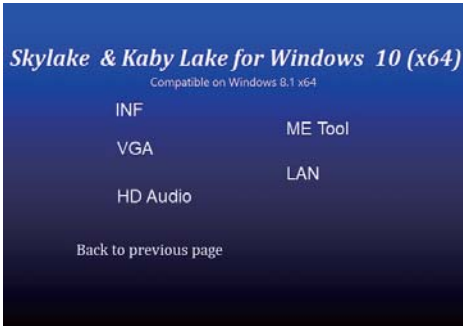 Skylake & Kaby Lake for Windows 10 (x64)
Compatible on Windows 8.1 x64
INF
ME Tool
VGA
LAN
HD Audio
Back to previous page